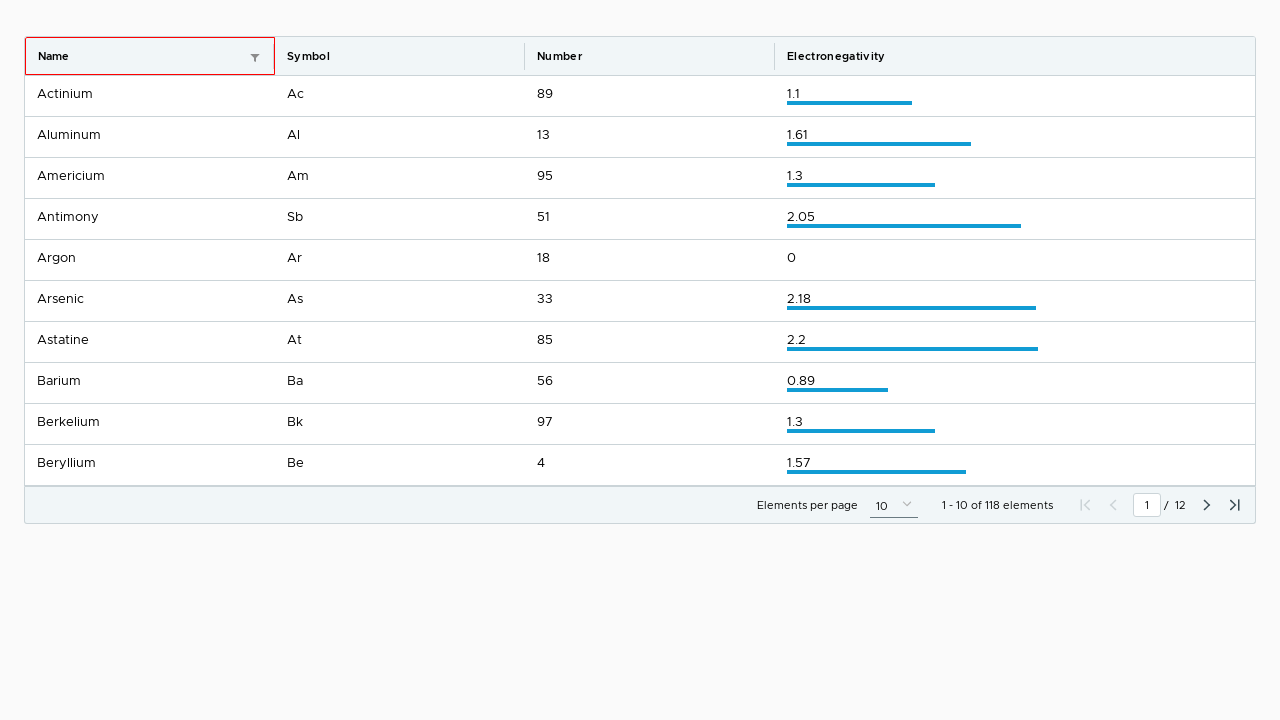 Name Symbol Number Electronegativity
Actinium Ac 89 1.1
Aluminum Al 13 1.61
Americium Am 95 1.3
Antimony Sb 51 2.05
Argon Ar 18 0
Arsenic As 33 2.18
Astatine At 85 2.2
Barium Ba 56 0.89
Berkelium Bk 97 1.3
Beryllium Be 4 1.57
Elements per page 10 1 - 10 of 118 elements 1 / 12